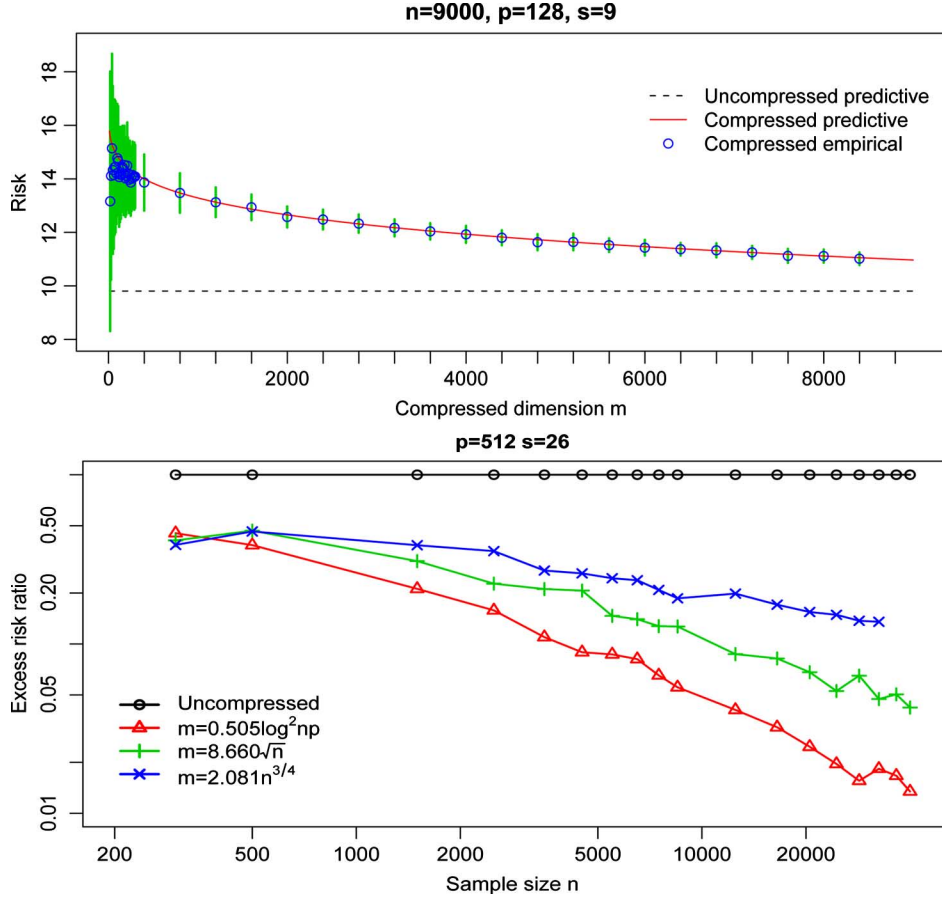 n=9000, p=128, s=9
18
16
14
12
10
8
Risk
Uncompressed predictive
Compressed predictive
Compressed empirical
0 2000 4000 6000 8000
Compressed dimension m
p=512 s=26
0.50
0.20
0.05
0.01
Excess risk ratio
Uncompressed
m=0.505log²np
m=8.660√n
m=2.081n^{3/4}
200 500 1000 2000 5000 10000 20000
Sample size n